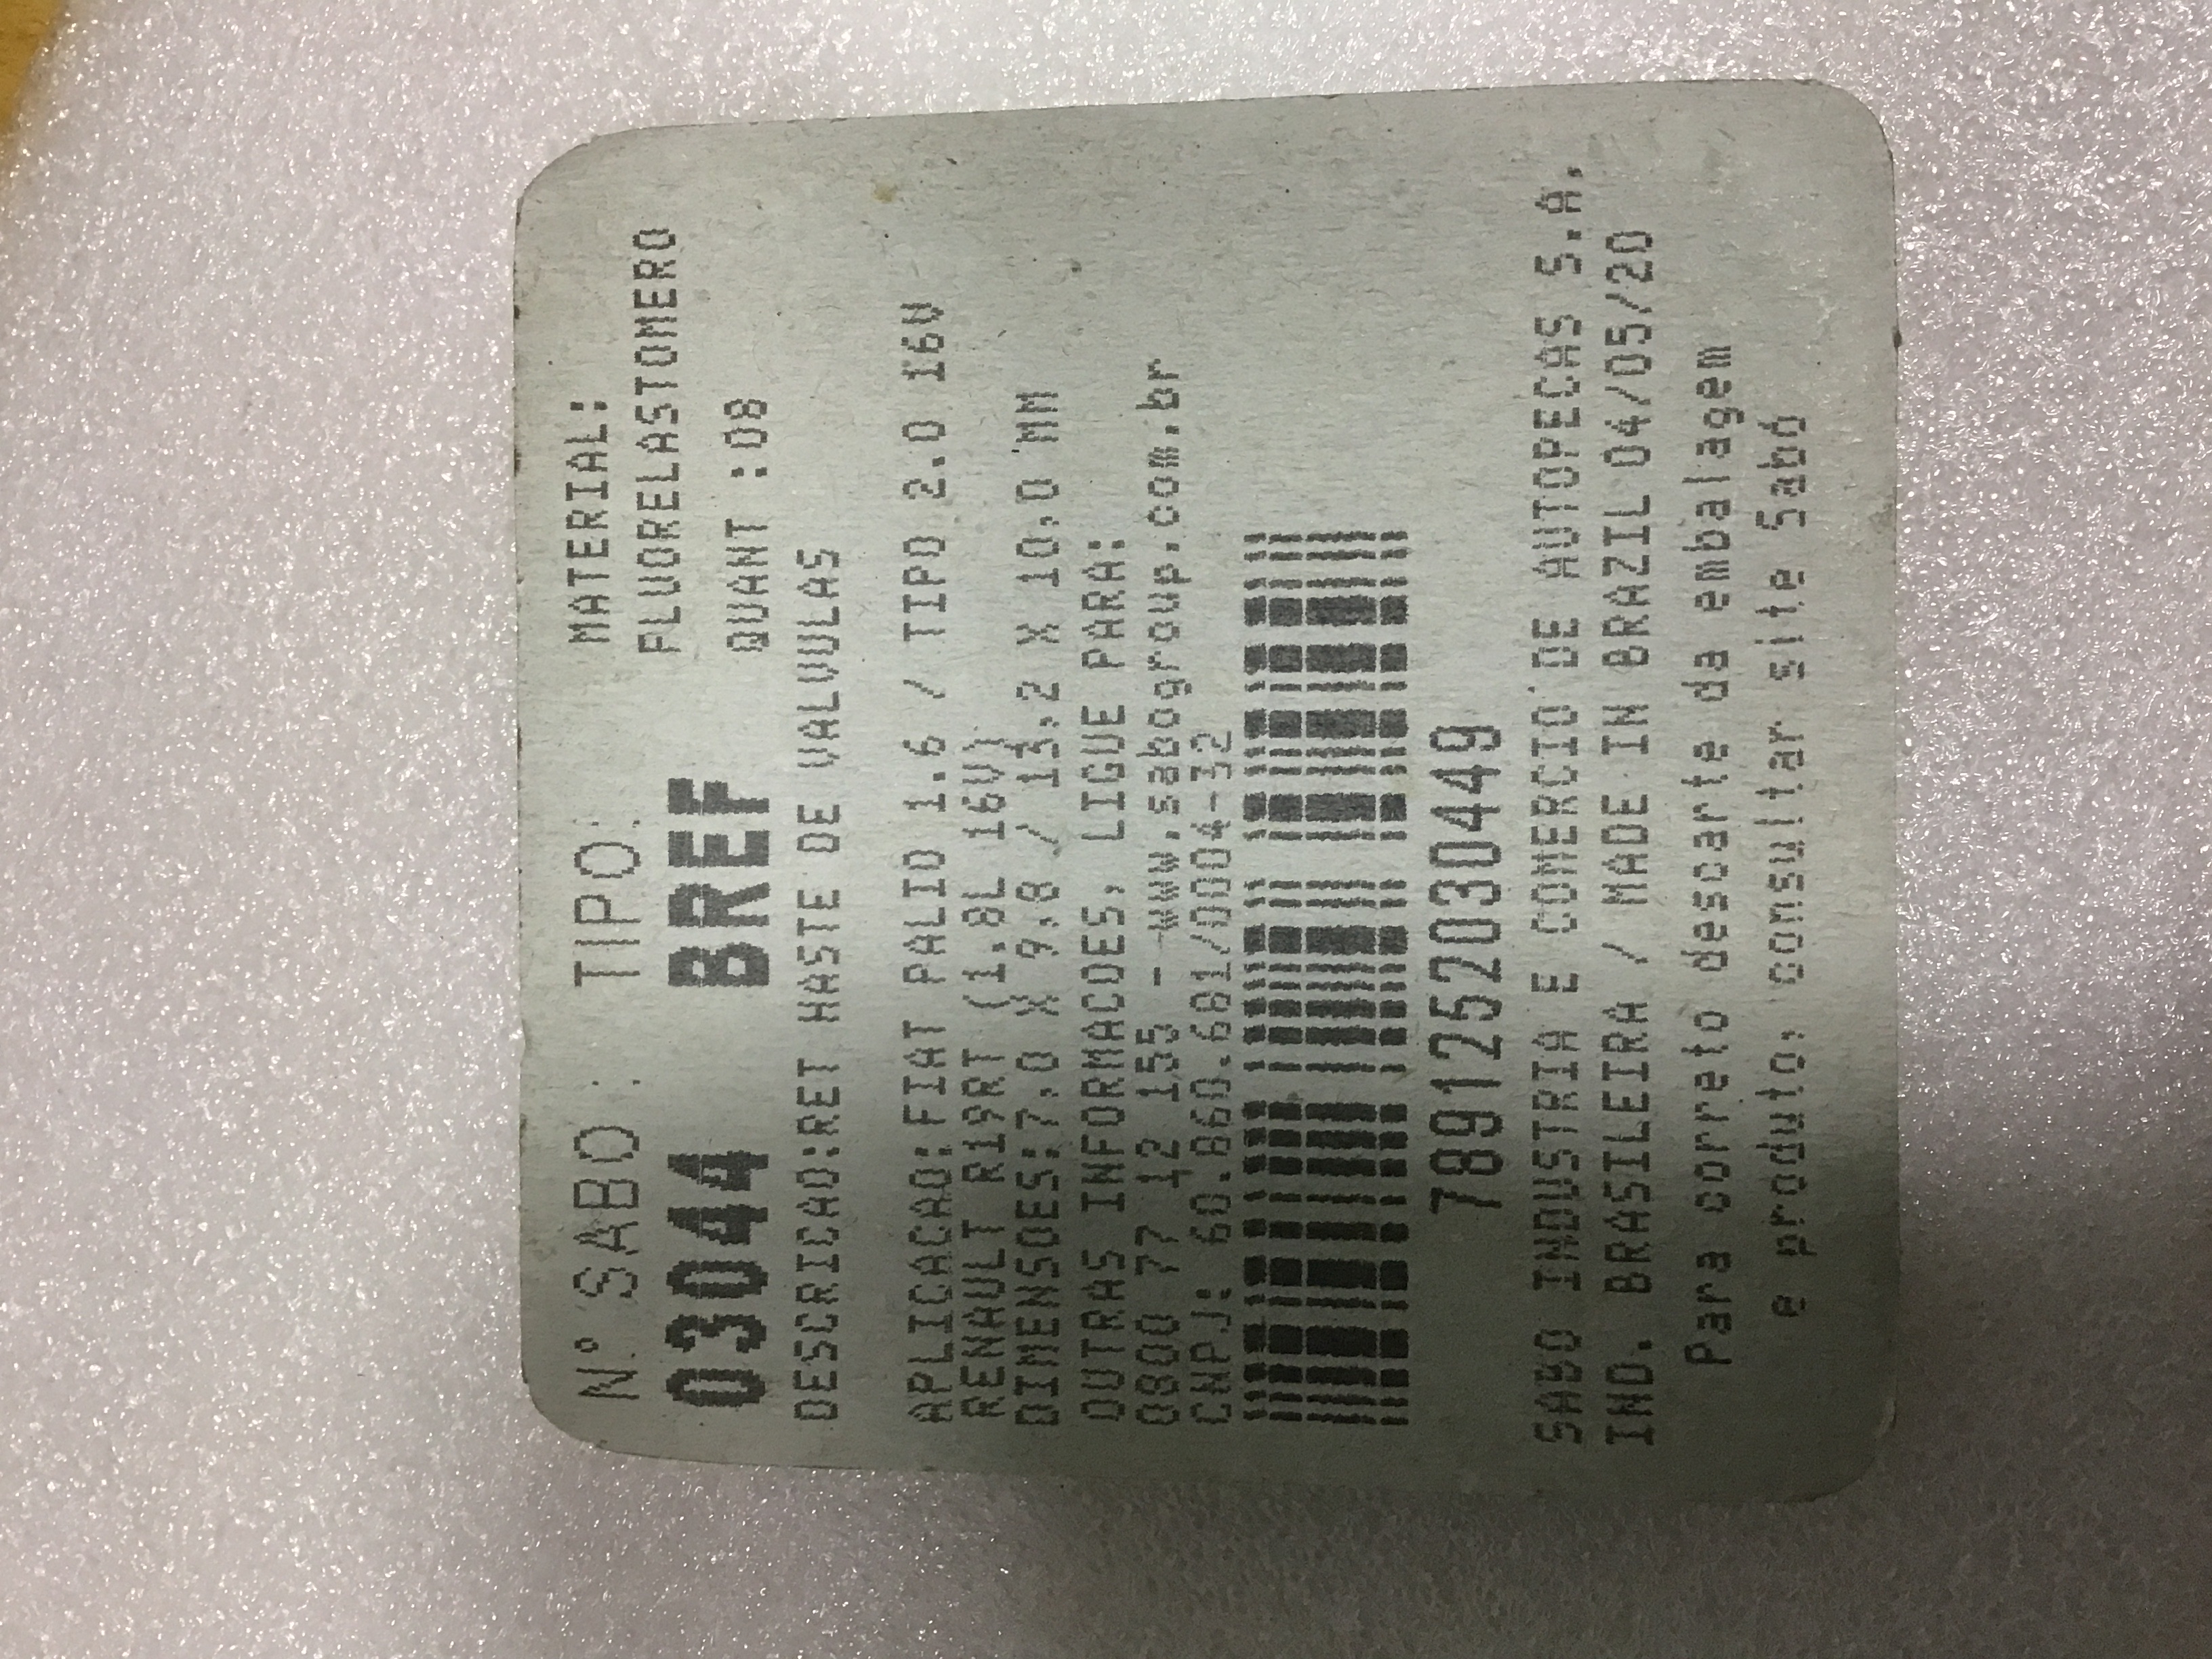 N° SABO: TIPO: MATERIAL:
03044 BREF FLUORELASTOMERO
QUANT :08
DESCRICAO:RET HASTE DE VALVULAS
APLICACAO:FIAT PALIO 1.6 / TIPO 2.0 16V
RENAULT R19RT (1.8L 16V)
DIMENSOES:7.0 X 9.8 / 13.2 X 10.0 MM
OUTRAS INFORMACOES, LIGUE PARA:
0800 77 12 155 - www.sabogroup.com.br
CNPJ: 60.860.681/0004-32
7891252030449
SABO INDUSTRIA E COMERCIO DE AUTOPECAS S.A.
IND. BRASILEIRA / MADE IN BRAZIL 04/05/20
Para correto descarte da embalagem
e produto, consultar site Sabó